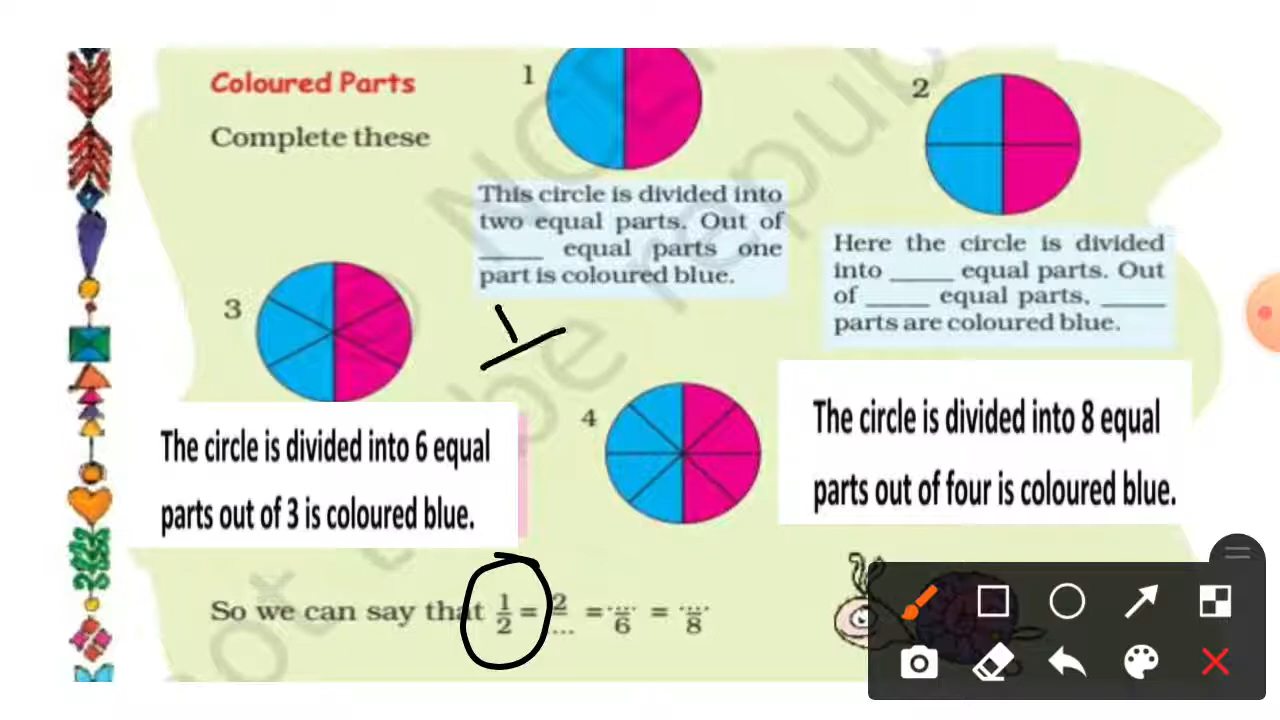 Coloured Parts
Complete these
1
This circle is divided into
two equal parts. Out of
_____ equal parts one
part is coloured blue.
2
Here the circle is divided
into _____ equal parts. Out
of _____ equal parts, _____
parts are coloured blue.
3
The circle is divided into 6 equal
parts out of 3 is coloured blue.
4
The circle is divided into 8 equal
parts out of four is coloured blue.
So we can say that 1/2 = 2/... = .../6 = .../8